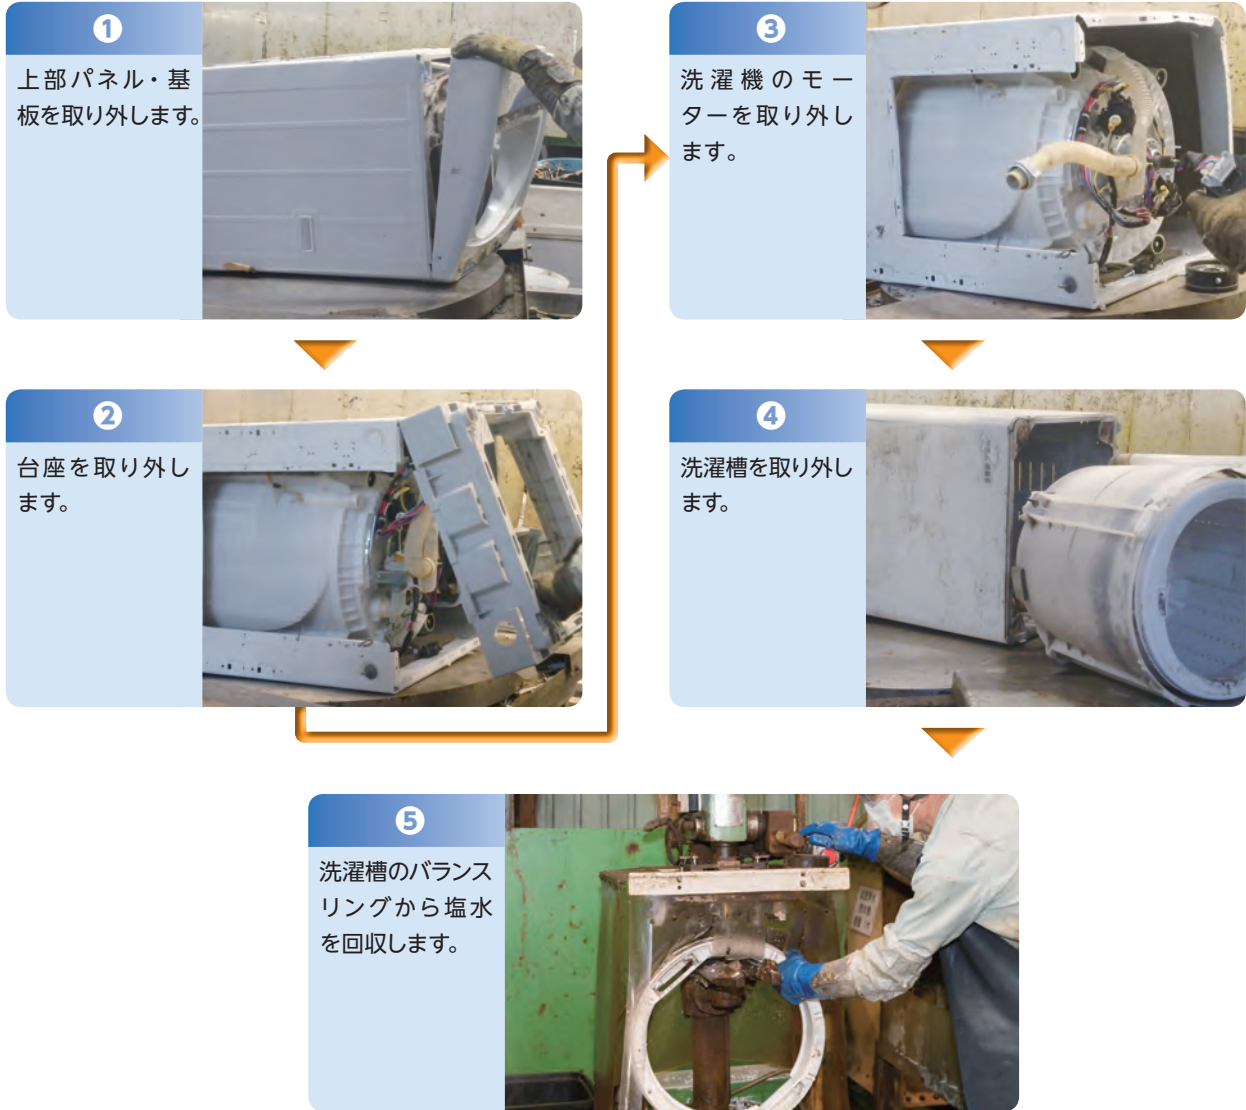 1
上部パネル・基
板を取り外します。
2
台座を取り外し
ます。
3
洗濯機のモー
ターを取り外し
ます。
4
洗濯槽を取り外し
ます。
5
洗濯槽のバランス
リングから塩水
を回収します。